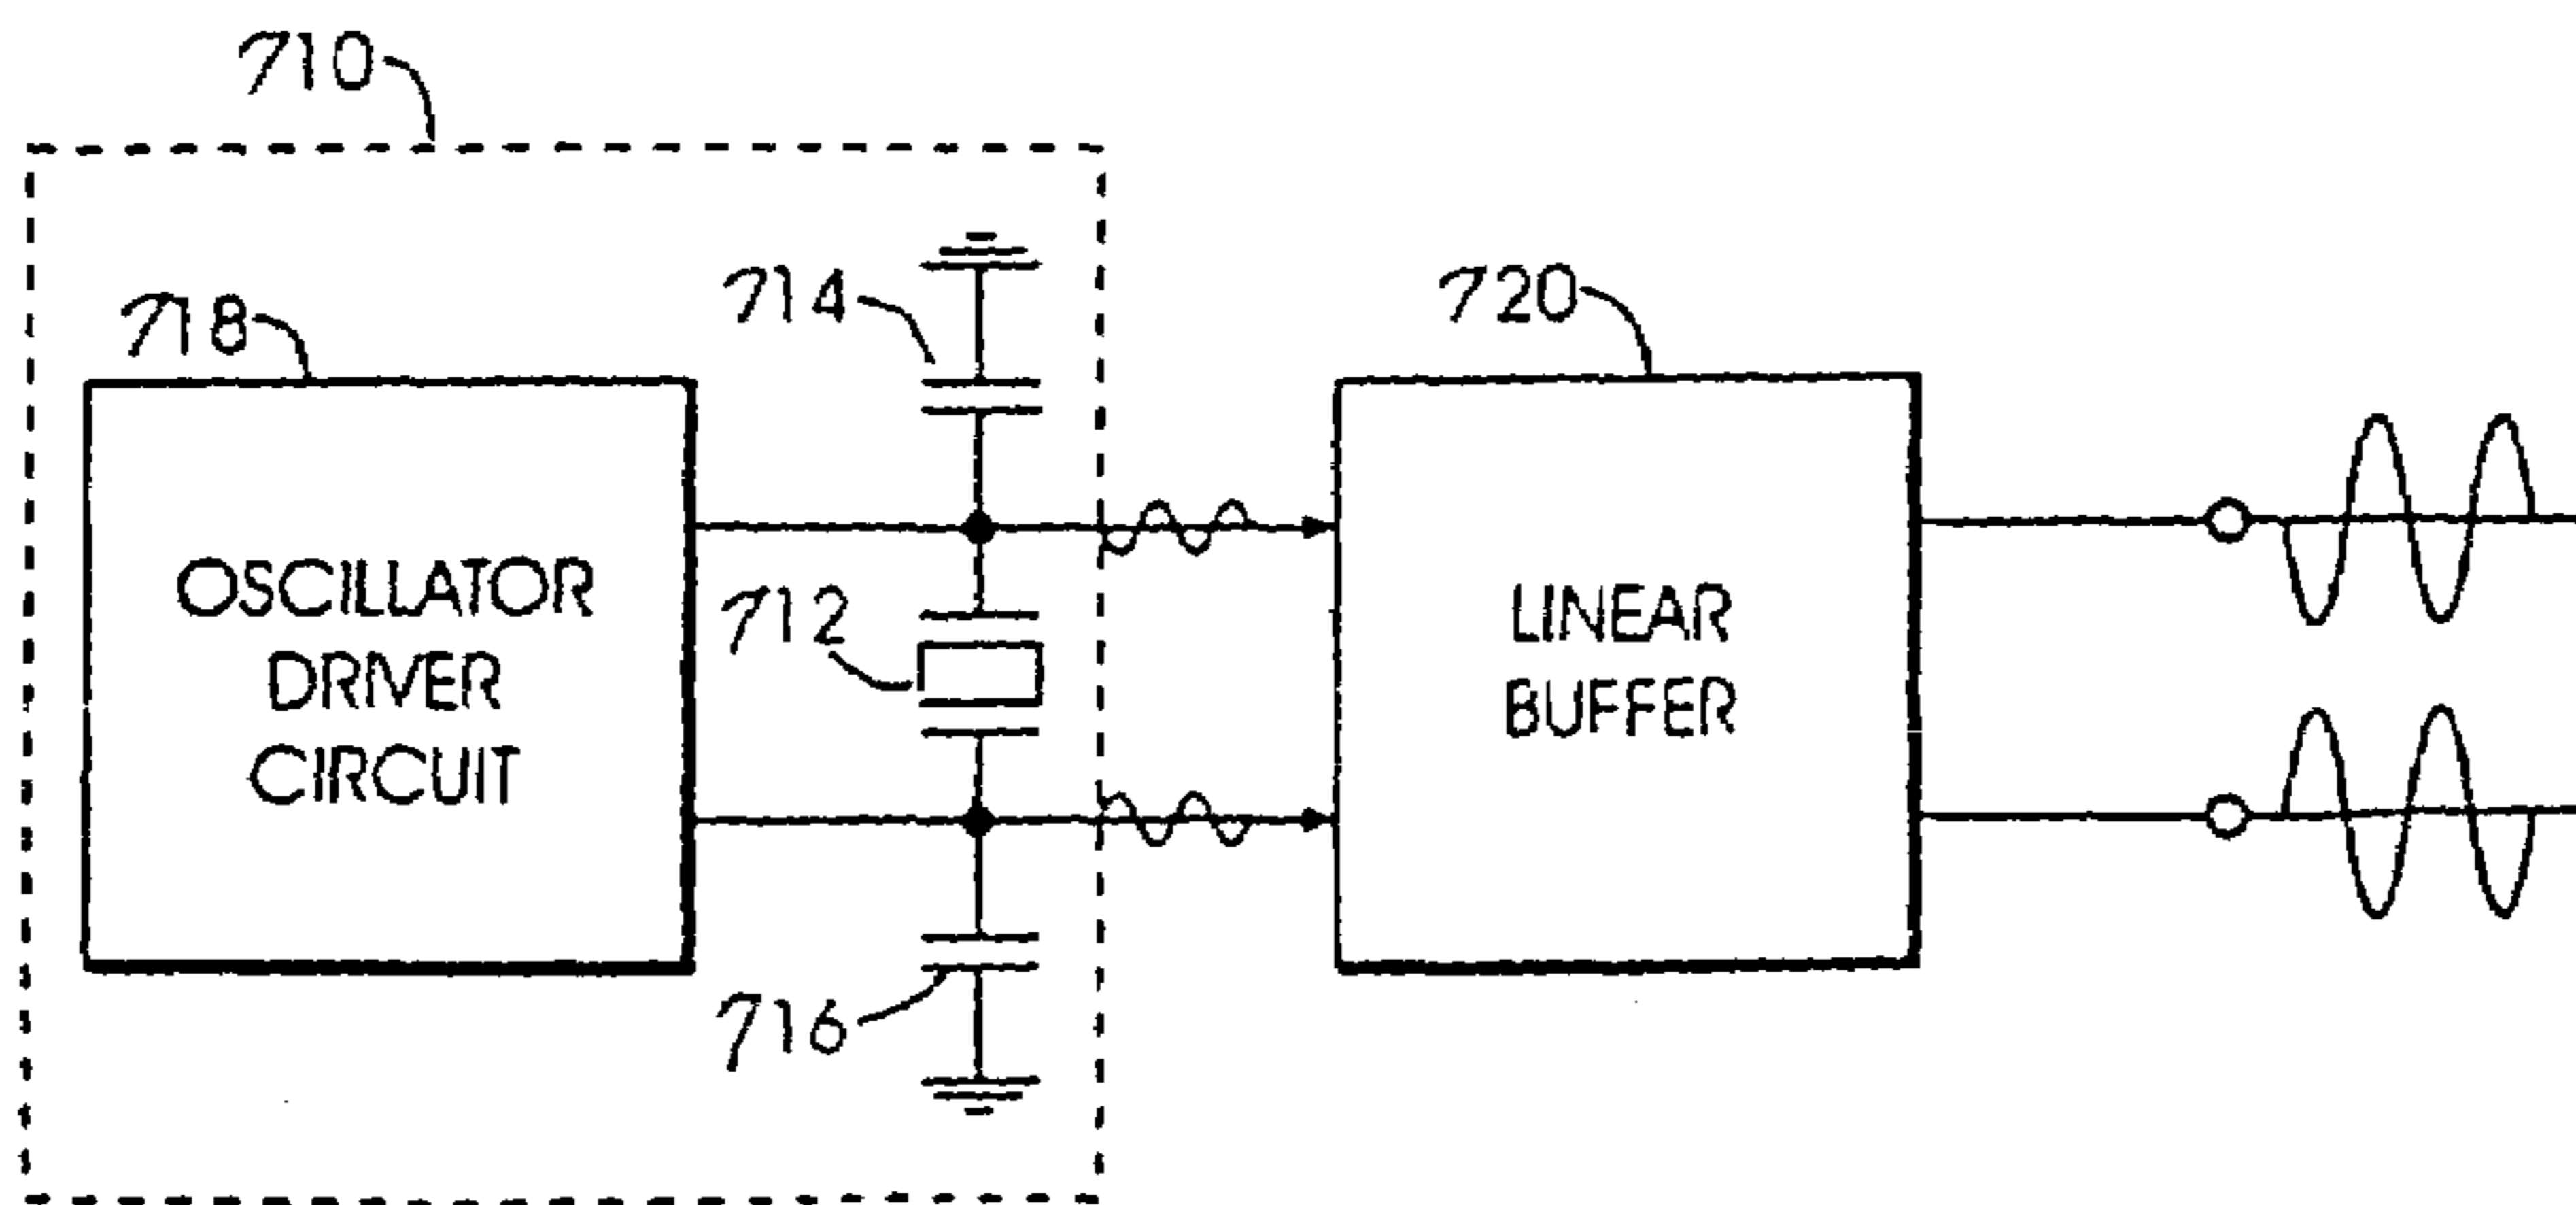 710
718
714
720
712
OSCILLATOR
DRIVER
CIRCUIT
LINEAR
BUFFER
716